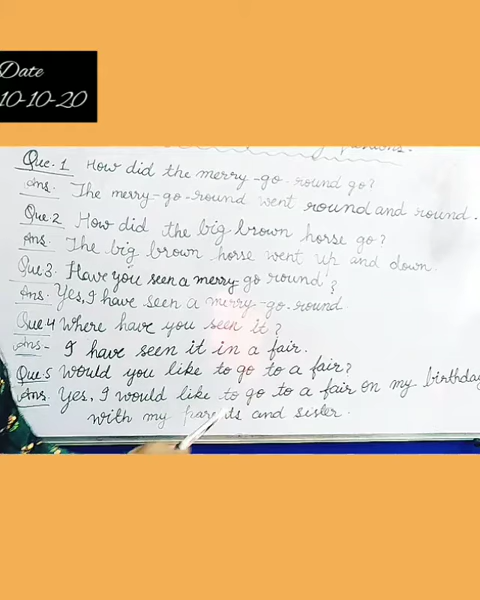 Date
10-10-20
Que.1 How did the merry-go-round go?
Ans. The merry-go-round went round and round.
Que.2 How did the big brown horse go?
Ans. The big brown horse went up and down.
Que3. Have you seen a merry go round?
Ans. Yes, I have seen a merry-go-round.
Que.4 Where have you seen it?
Ans:- I have seen it in a fair.
Que.5 Would you like to go to a fair?
Ans. Yes, I would like to go to a fair on my birthday
with my parents and sister.